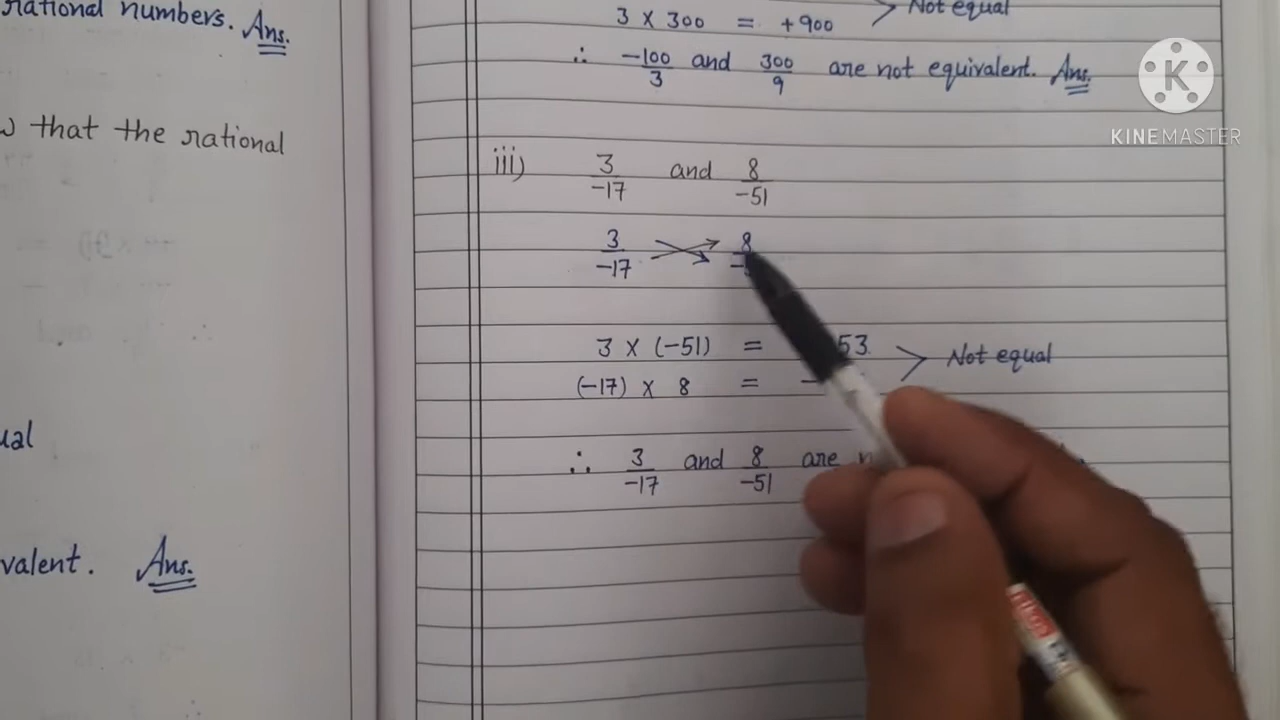 rational numbers. Ans.
that the rational
ual
valent. Ans.
3 × 300 = +900 > Not equal
∴ -100/3 and 300/9 are not equivalent. Ans.
KINEMASTER
iii) 3/-17 and 8/-51
3/-17 8/
3 × (-51) = 53 > Not equal
(-17) × 8 = -
∴ 3/-17 and 8/-51 are n